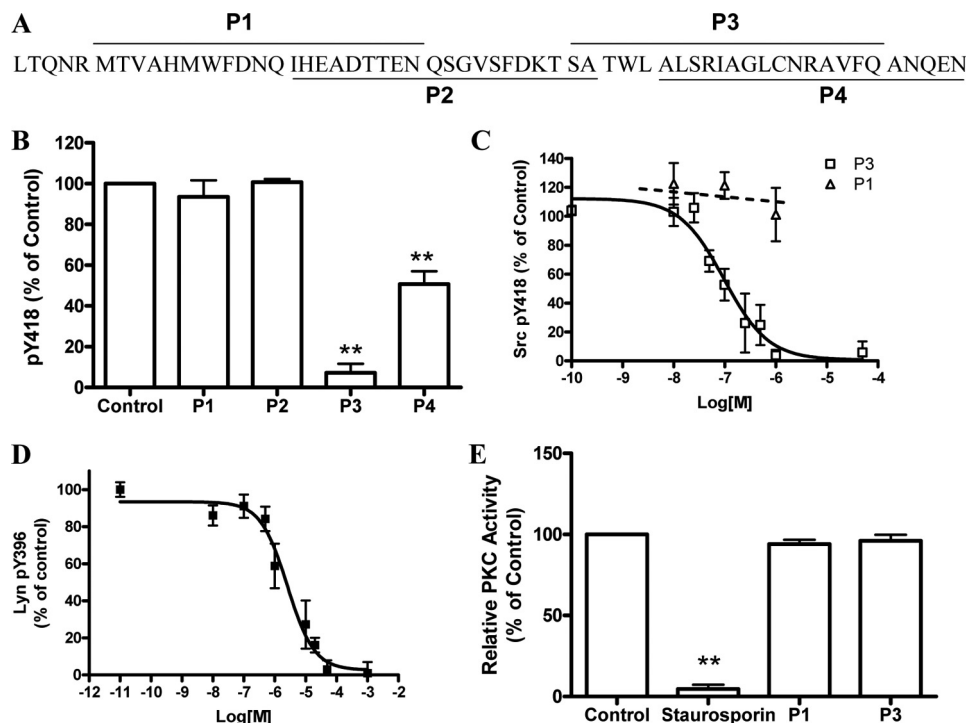 A
P1 P3
LTQNR MTVAHMWFDNQ IHEADTTEN QSGVSFDKT SA TWL ALSRIAGLCNRAVFQ ANQEN
P2 P4
B
pY418 (% of Control)
120
100
80
60
40
20
0
**
**
Control P1 P2 P3 P4
C
Src pY418 (% of Control)
140
120
100
80
60
40
20
0
P3
P1
-10 -9 -8 -7 -6 -5 -4
Log[M]
D
Lyn pY396
(% of control)
100
80
60
40
20
0
-12 -11 -10 -9 -8 -7 -6 -5 -4 -3 -2
Log[M]
E
Relative PKC Activity
(% of Control)
150
100
50
0
**
Control Staurosporin P1 P3